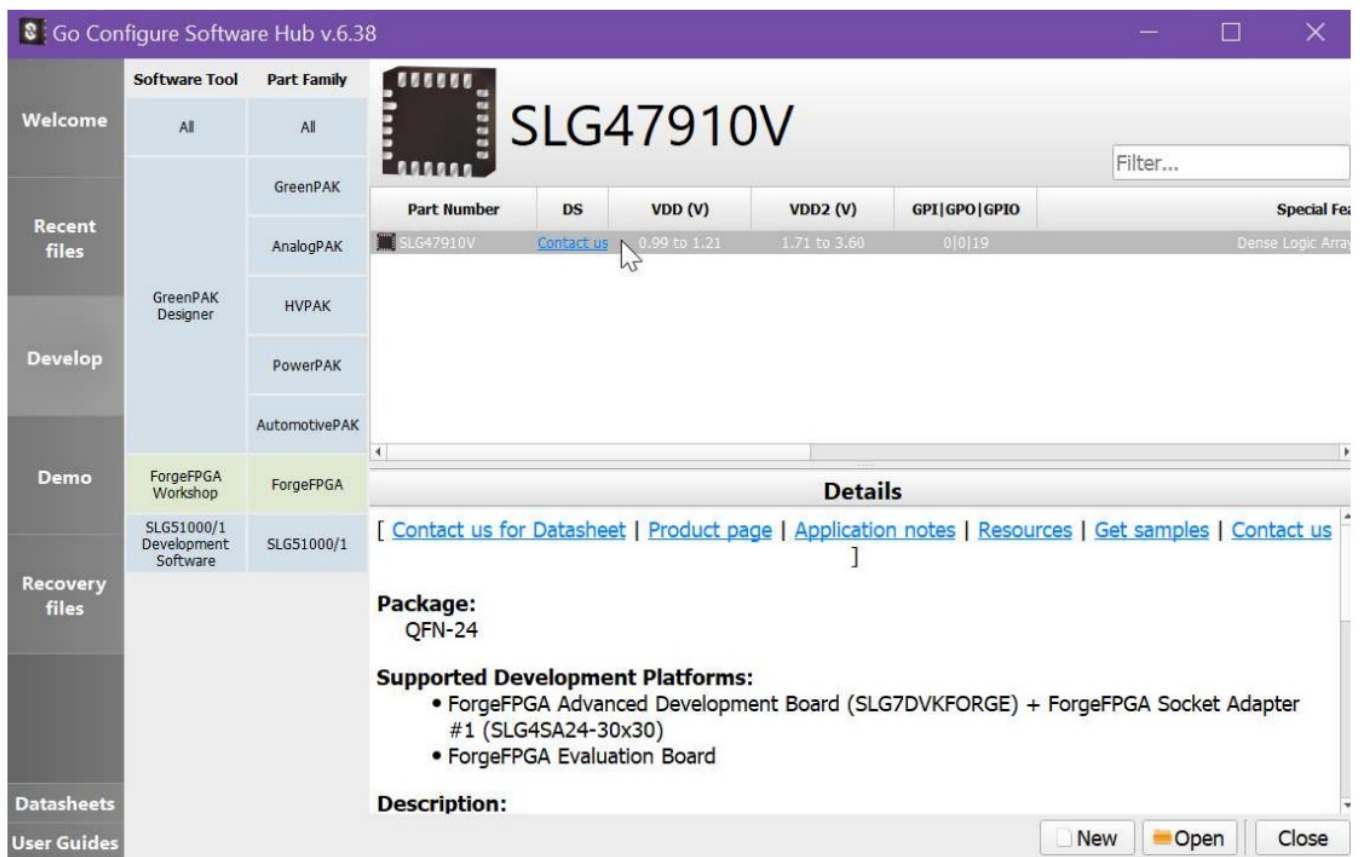 Go Configure Software Hub v.6.38
Welcome
Recent
files
Develop
Demo
Recovery
files
Datasheets
User Guides
Software Tool Part Family
All All
GreenPAK
Designer
GreenPAK
AnalogPAK
HVPAK
PowerPAK
AutomotivePAK
ForgeFPGA
Workshop
ForgeFPGA
SLG51000/1
Development
Software
SLG51000/1
SLG47910V
Filter...
Part Number DS VDD (V) VDD2 (V) GPI|GPO|GPIO Special Fea
SLG47910V Contact us 0.99 to 1.21 1.71 to 3.60 0|0|19 Dense Logic Array
Details
[ Contact us for Datasheet | Product page | Application notes | Resources | Get samples | Contact us
]
Package:
QFN-24
Supported Development Platforms:
• ForgeFPGA Advanced Development Board (SLG7DVKFORGE) + ForgeFPGA Socket Adapter
#1 (SLG4SA24-30x30)
• ForgeFPGA Evaluation Board
Description:
New Open Close